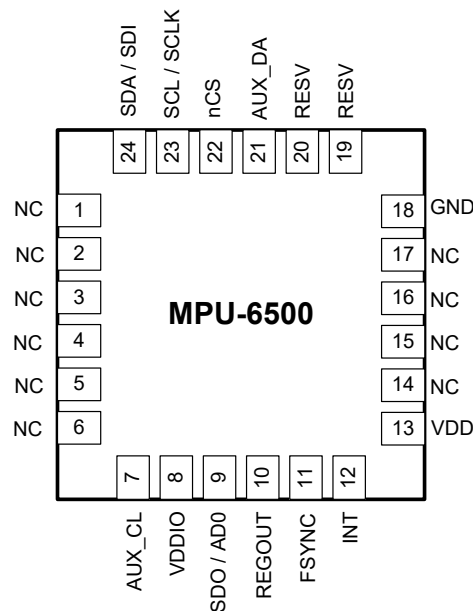 SDA / SDI
SCL / SCLK
nCS
AUX_DA
RESV
RESV
24
23
22
21
20
19
NC 1
18 GND
NC 2
17 NC
NC 3
16 NC
MPU-6500
NC 4
15 NC
NC 5
14 NC
NC 6
13 VDD
7
8
9
10
11
12
AUX_CL
VDDIO
SDO / AD0
REGOUT
FSYNC
INT